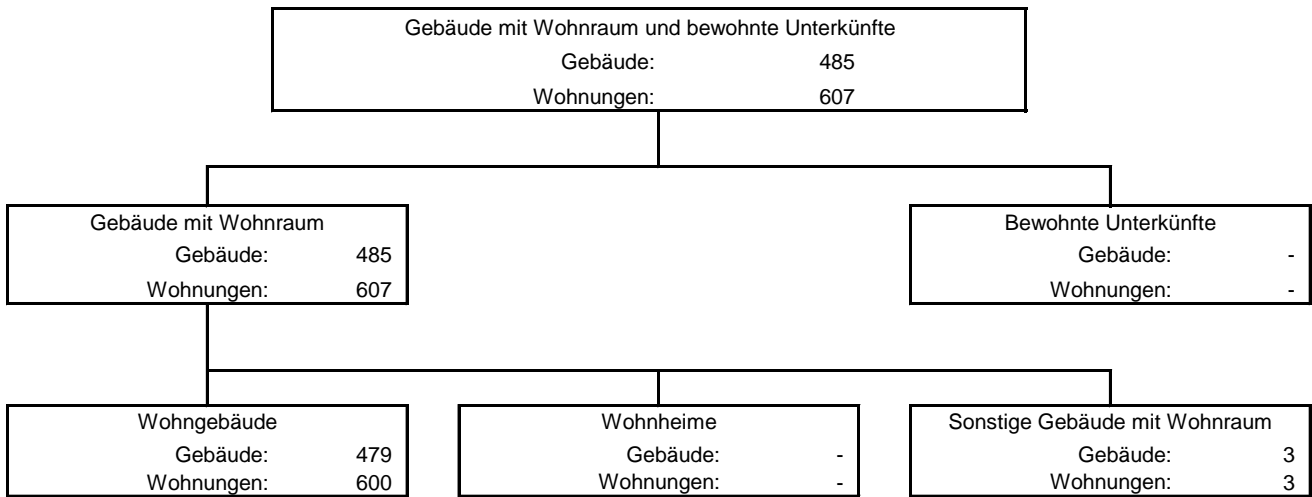 Gebäude mit Wohnraum und bewohnte Unterkünfte
Gebäude: 485
Wohnungen: 607
Gebäude mit Wohnraum
Gebäude: 485
Wohnungen: 607
Bewohnte Unterkünfte
Gebäude: -
Wohnungen: -
Wohngebäude
Gebäude: 479
Wohnungen: 600
Wohnheime
Gebäude: -
Wohnungen: -
Sonstige Gebäude mit Wohnraum
Gebäude: 3
Wohnungen: 3